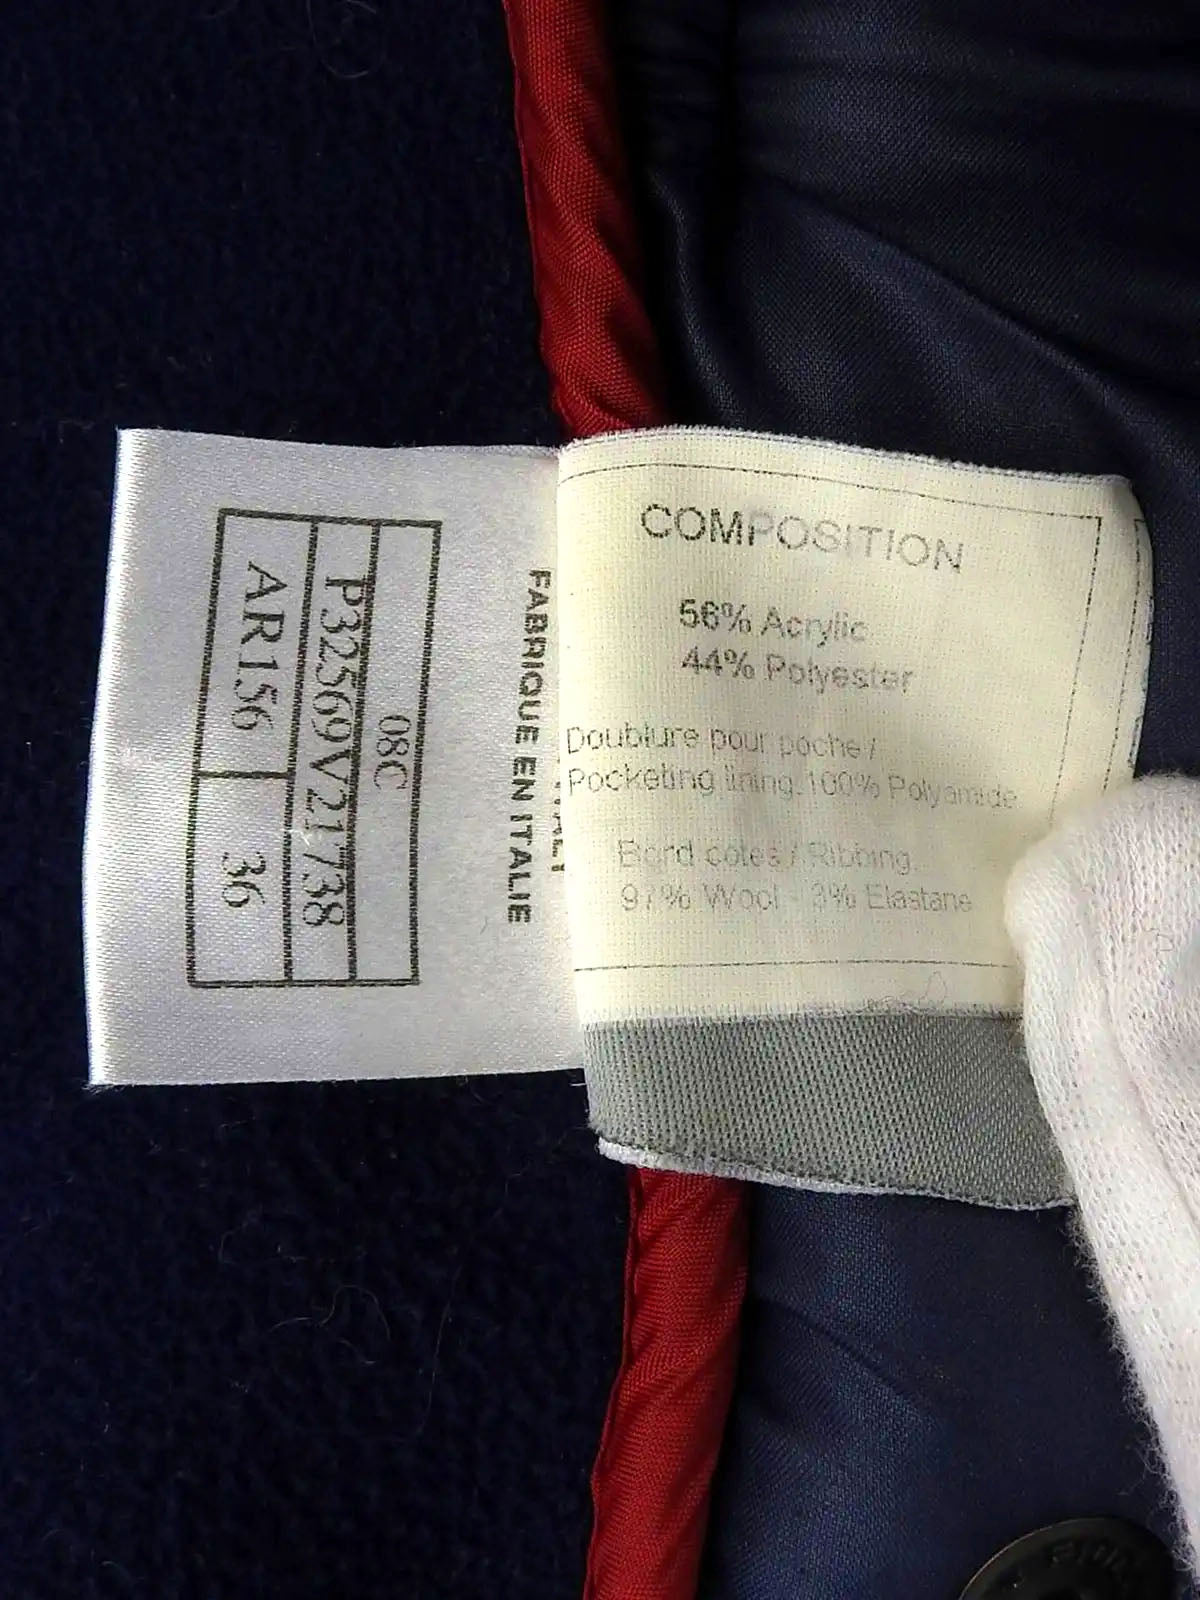 08C
P32569V21738
AR156 36
FABRIQUE EN ITALIE
COMPOSITION
56% Acrylic
44% Polyester
Doublure pour poche /
Pocketing lining. 100% Polyamide
Bord cotes / Ribbing.
97% Wool - 3% Elastane